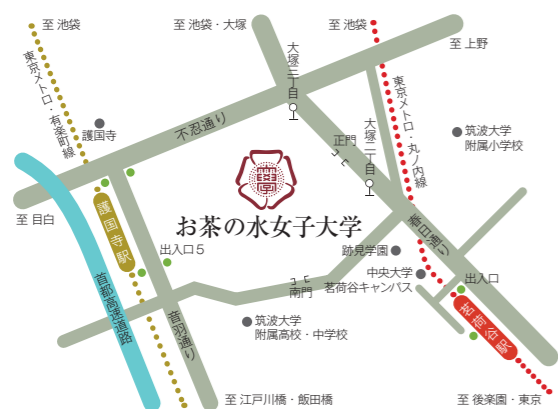 至 池袋
至 池袋・大塚
至 池袋
至 上野
大塚三丁目
東京メトロ・有楽町線
東京メトロ・丸ノ内線
大塚二丁目
護国寺
不忍通り
正門
筑波大学
附属小学校
至 目白
お茶の水女子大学
護国寺駅
春日通り
出入口5
跡見学園
中央大学
茗荷谷キャンパス
出入口
南門
首都高速道路
音羽通り
茗荷谷駅
筑波大学
附属高校・中学校
至 江戸川橋・飯田橋
至 後楽園・東京